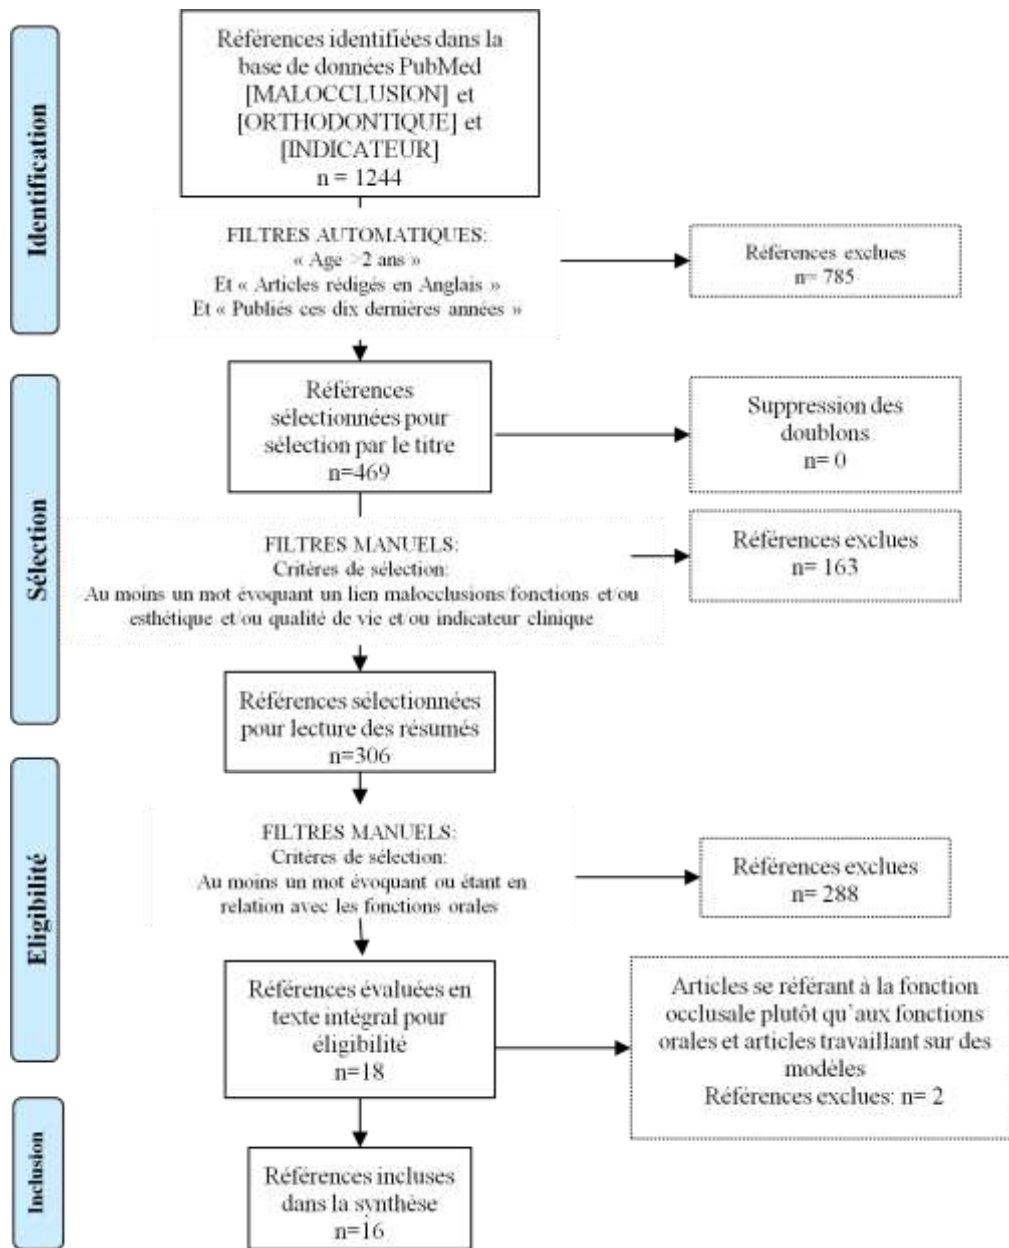 Identification
Références identifiées dans la
base de données PubMed
[MALOCCLUSION] et
[ORTHODONTIQUE] et
[INDICATEUR]
n = 1244
FILTRES AUTOMATIQUES:
« Age >2 ans »
Et « Articles rédigés en Anglais »
Et « Publiés ces dix dernières années »
Références exclues
n= 785
Sélection
Références
sélectionnées pour
sélection par le titre
n=469
Suppression des
doublons
n= 0
FILTRES MANUELS:
Critères de sélection:
Au moins un mot évoquant un lien malocclusions/fonctions et/ou
esthétique et/ou qualité de vie et/ou indicateur clinique
Références exclues
n= 163
Références sélectionnées
pour lecture des résumés
n=306
Eligibilité
FILTRES MANUELS:
Critères de sélection:
Au moins un mot évoquant ou étant en
relation avec les fonctions orales
Références exclues
n= 288
Références évaluées en
texte intégral pour
éligibilité
n=18
Articles se référant à la fonction
occlusale plutôt qu'aux fonctions
orales et articles travaillant sur des
modèles
Références exclues: n= 2
Inclusion
Références incluses
dans la synthèse
n=16